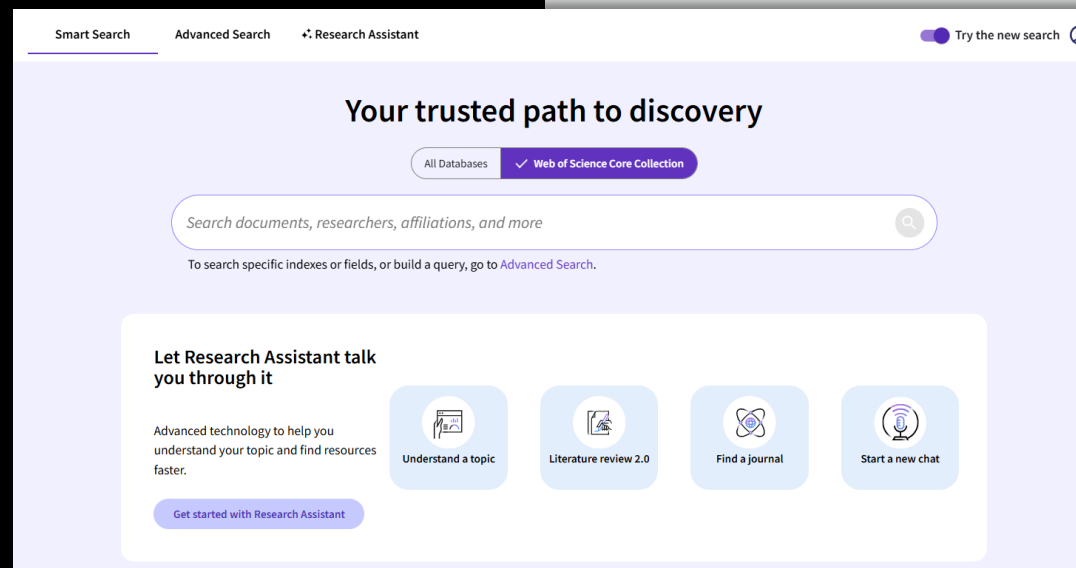 Smart Search
Advanced Search
Research Assistant
Try the new search
Your trusted path to discovery
All Databases
Web of Science Core Collection
Search documents, researchers, affiliations, and more
To search specific indexes or fields, or build a query, go to Advanced Search.
Let Research Assistant talk
you through it
Advanced technology to help you
understand your topic and find resources
faster.
Get started with Research Assistant
Understand a topic
Literature review 2.0
Find a journal
Start a new chat